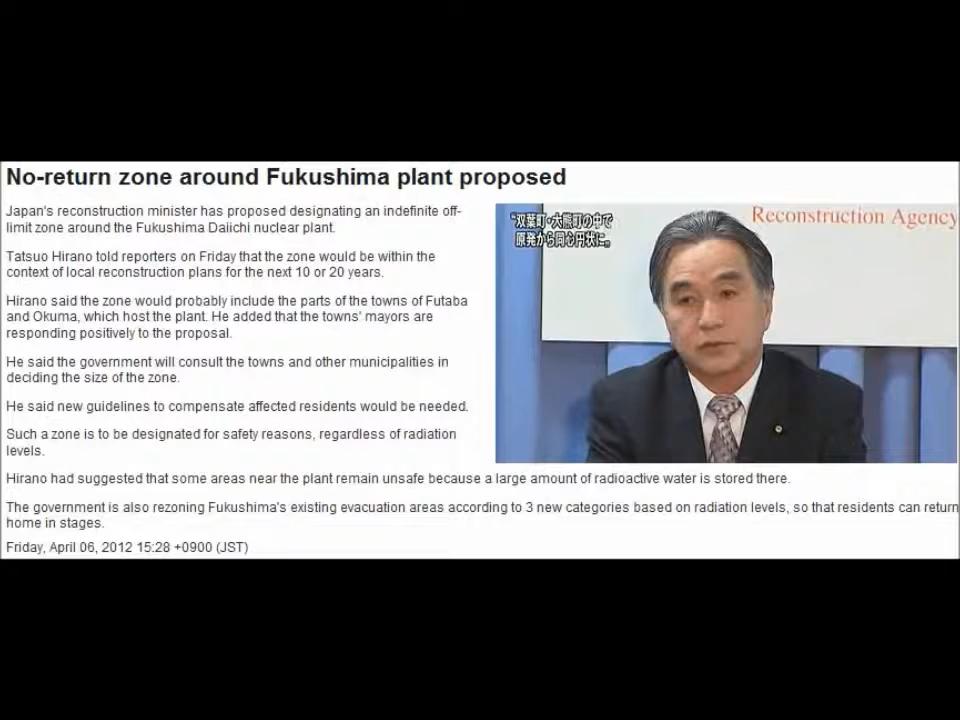 No-return zone around Fukushima plant proposed
Japan's reconstruction minister has proposed designating an indefinite off-
limit zone around the Fukushima Daiichi nuclear plant.
Tatsuo Hirano told reporters on Friday that the zone would be within the
context of local reconstruction plans for the next 10 or 20 years.
Hirano said the zone would probably include the parts of the towns of Futaba
and Okuma, which host the plant. He added that the towns' mayors are
responding positively to the proposal.
He said the government will consult the towns and other municipalities in
deciding the size of the zone.
He said new guidelines to compensate affected residents would be needed.
Such a zone is to be designated for safety reasons, regardless of radiation
levels.
Hirano had suggested that some areas near the plant remain unsafe because a large amount of radioactive water is stored there.
The government is also rezoning Fukushima's existing evacuation areas according to 3 new categories based on radiation levels, so that residents can return
home in stages.
Friday, April 06, 2012 15:28 +0900 (JST)
Reconstruction Agency
“双葉町・大熊町の中で
原発から同心円状に„